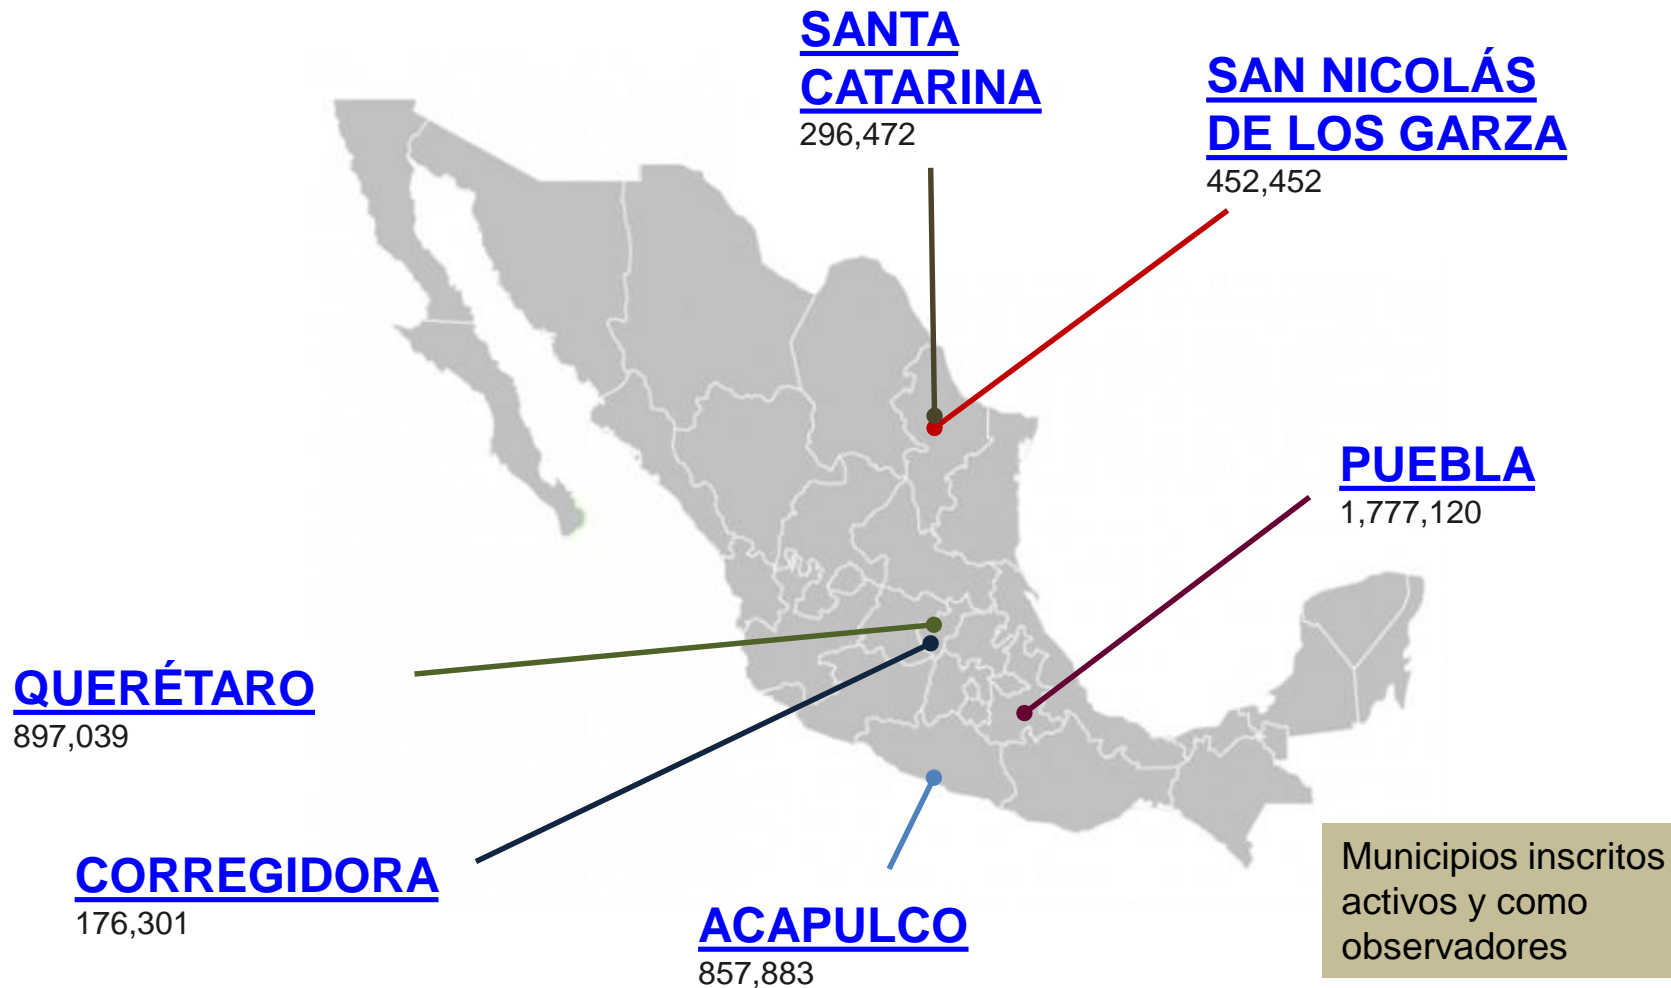 SANTA
CATARINA
296,472
SAN NICOLÁS
DE LOS GARZA
452,452
PUEBLA
1,777,120
QUERÉTARO
897,039
CORREGIDORA
176,301
ACAPULCO
857,883
Municipios inscritos
activos y como
observadores